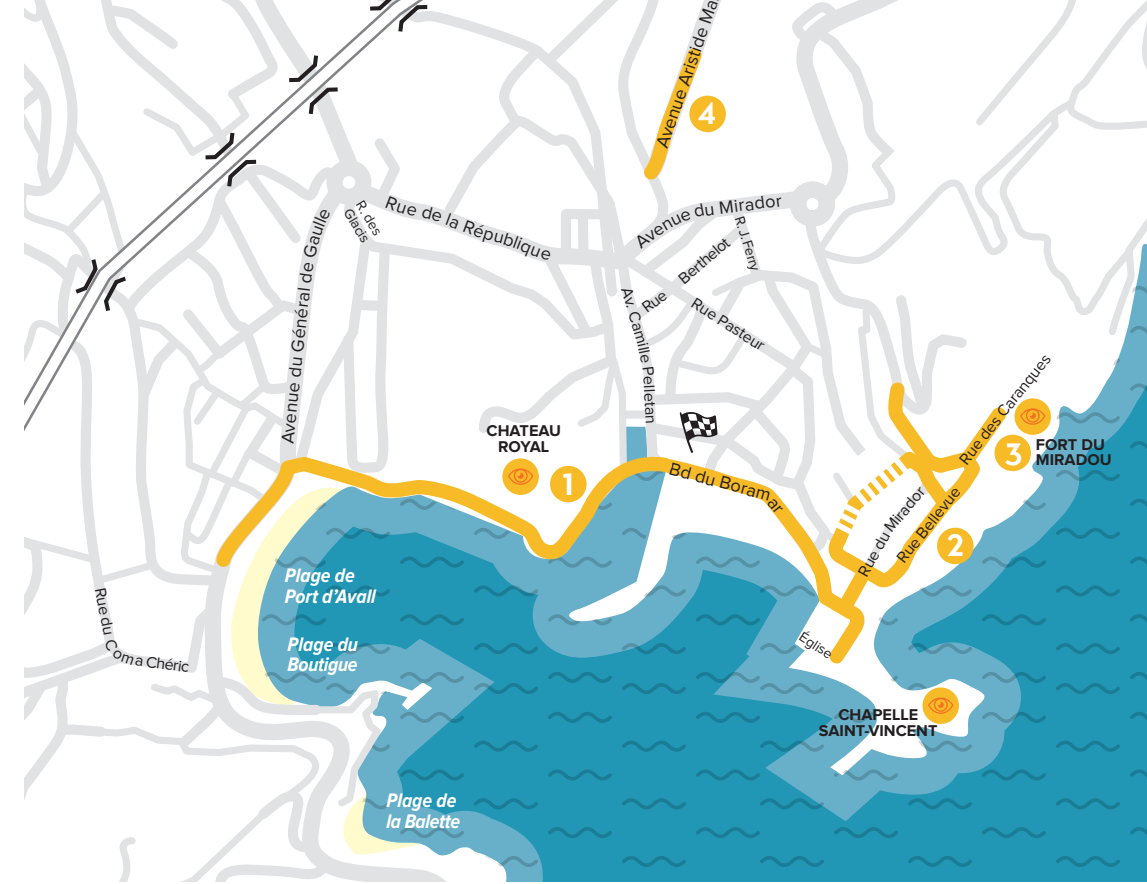 Avenue Aristide Ma
4
Rue de la République
R. des
Glacis
Avenue du Mirador
R. J.Ferry
Rue Berthelot
Rue Pasteur
Av. Camille Pelletan
Avenue du Général de Gaulle
CHATEAU
ROYAL
1
Bd du Boramar
Rue des Caranques
3
FORT DU
MIRADOU
Rue du Mirador
Rue Bellevue
2
Plage de
Port d'Avall
Plage du
Boutigue
Rue du Coma Chéric
Église
CHAPELLE
SAINT-VINCENT
Plage de
la Balette